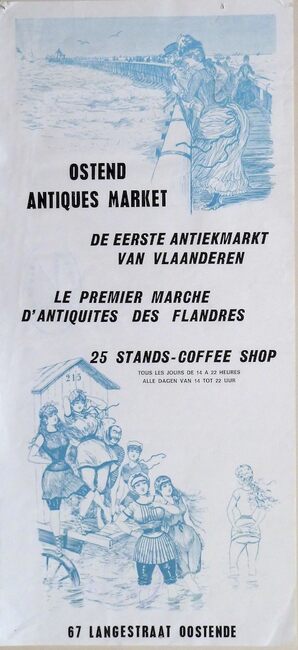 OSTEND
ANTIQUES MARKET
DE EERSTE ANTIEKMARKT
VAN VLAANDEREN
LE PREMIER MARCHE
D'ANTIQUITES DES FLANDRES
25 STANDS-COFFEE SHOP
TOUS LES JOURS DE 14 A 22 HEURES
ALLE DAGEN VAN 14 TOT 22 UUR
215
67 LANGESTRAAT OOSTENDE